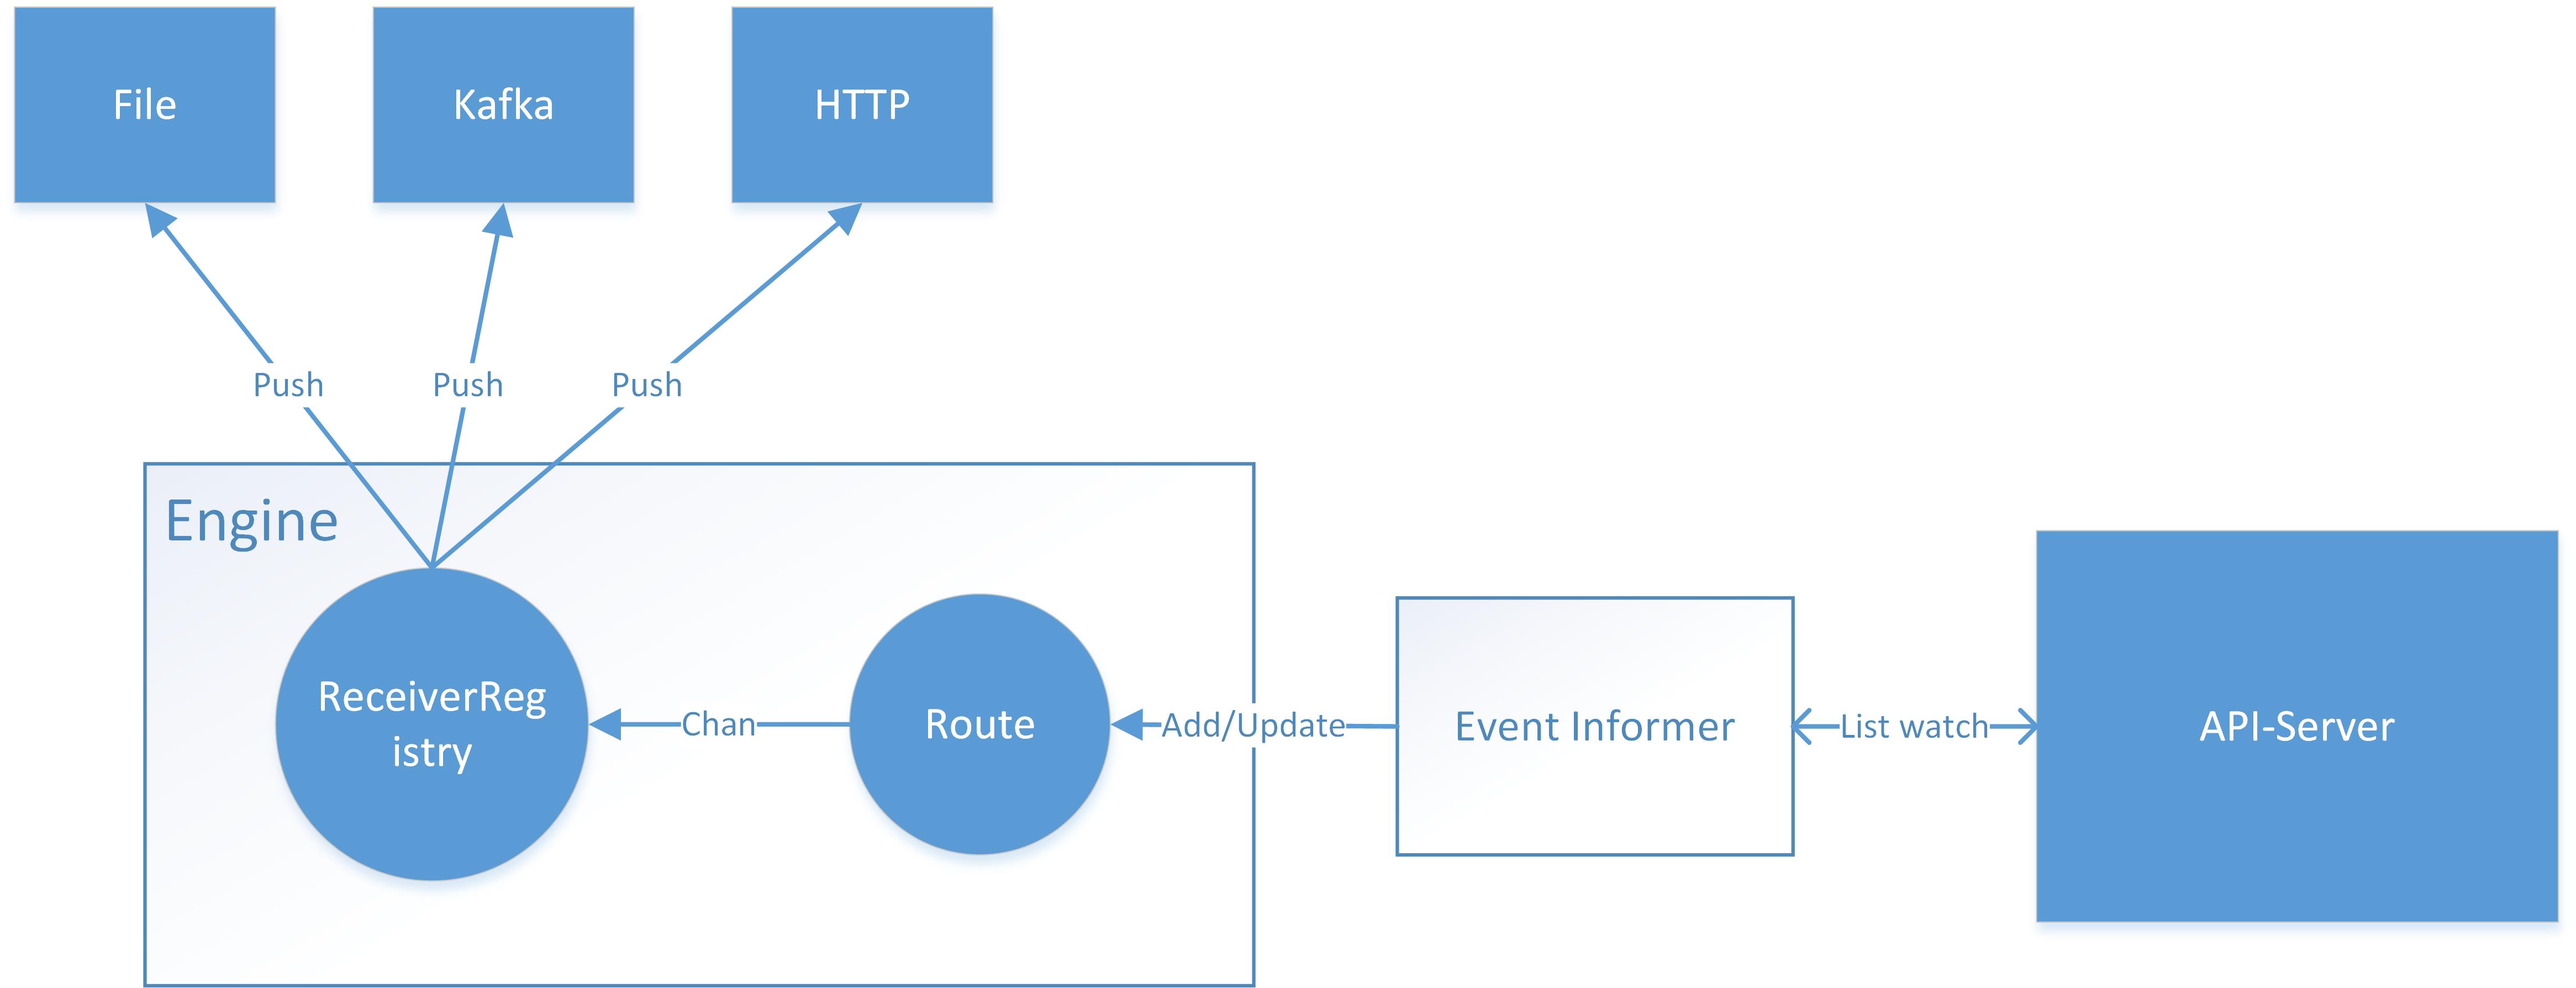 File
Kafka
HTTP
Push
Push
Push
Engine
ReceiverReg
istry
Chan
Route
Add/Update
Event Informer
List watch
API-Server